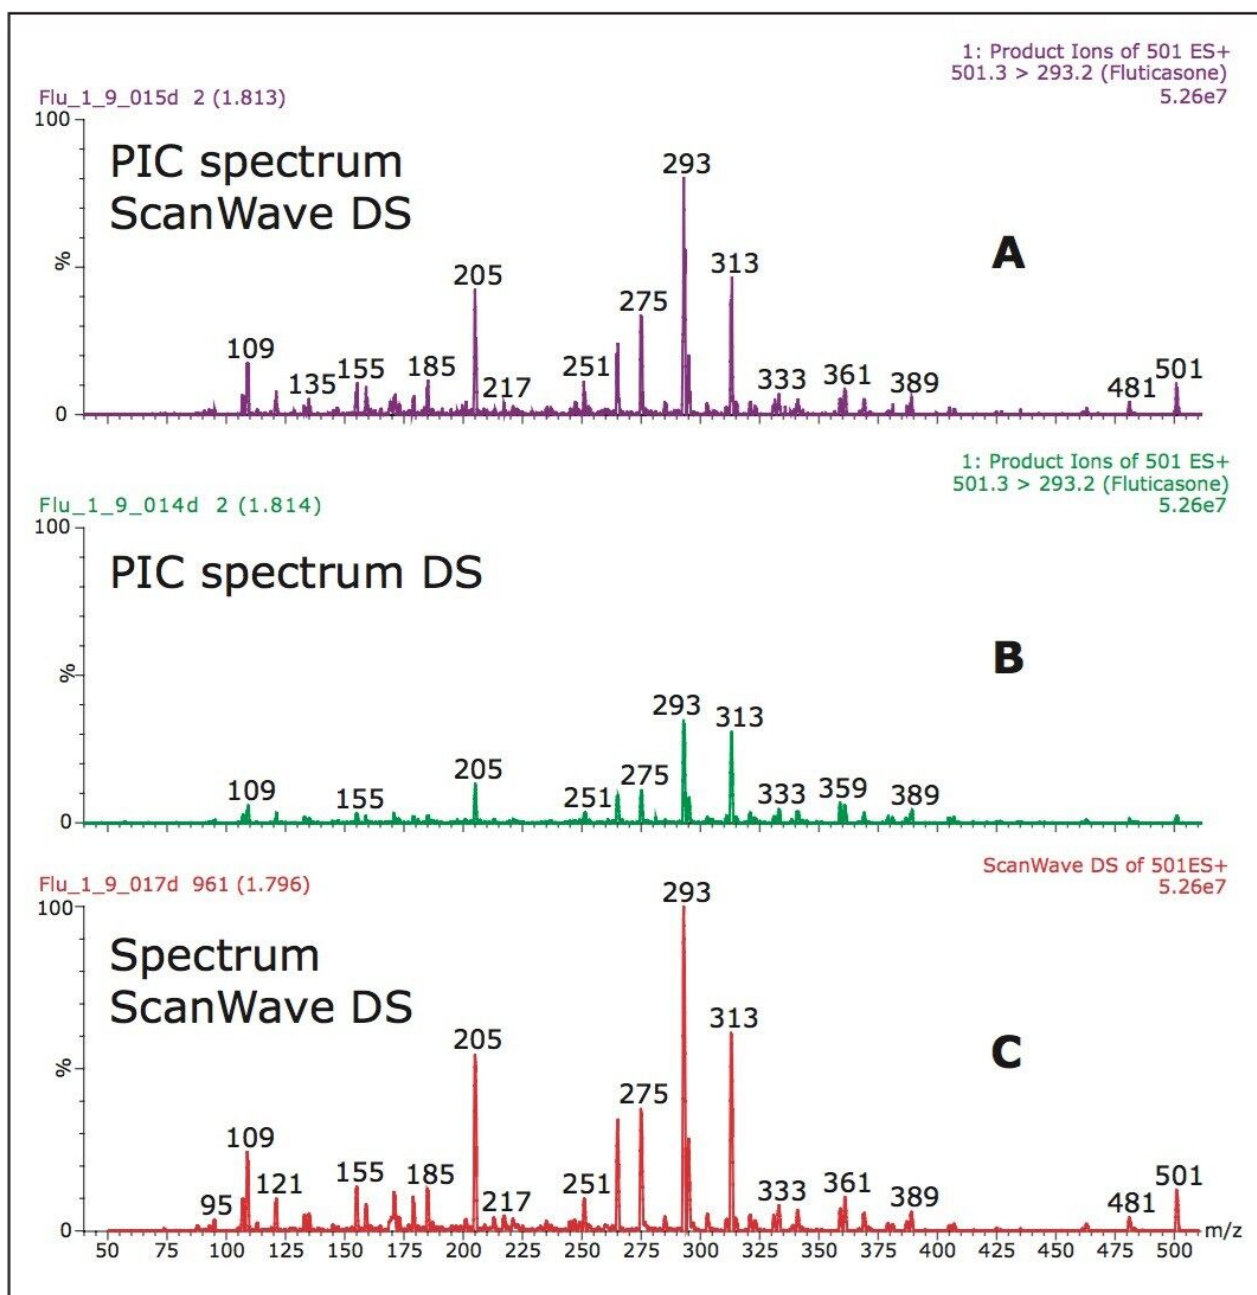 1: Product Ions of 501 ES+
501.3 > 293.2 (Fluticasone)
Flu_1_9_015d 2 (1.813)
5.26e7
100
PIC spectrum
ScanWave DS
A
%
0
293
313
205
275
109
135
155
185
217
251
333
361
389
481
501
1: Product Ions of 501 ES+
501.3 > 293.2 (Fluticasone)
Flu_1_9_014d 2 (1.814)
5.26e7
100
PIC spectrum DS
B
%
0
293
313
205
275
109
155
251
333
359
389
Flu_1_9_017d 961 (1.796)
ScanWave DS of 501ES+
5.26e7
100
Spectrum
ScanWave DS
C
%
0
293
313
205
275
109
95
121
155
185
217
251
333
361
389
481
501
m/z
50 75 100 125 150 175 200 225 250 275 300 325 350 375 400 425 450 475 500